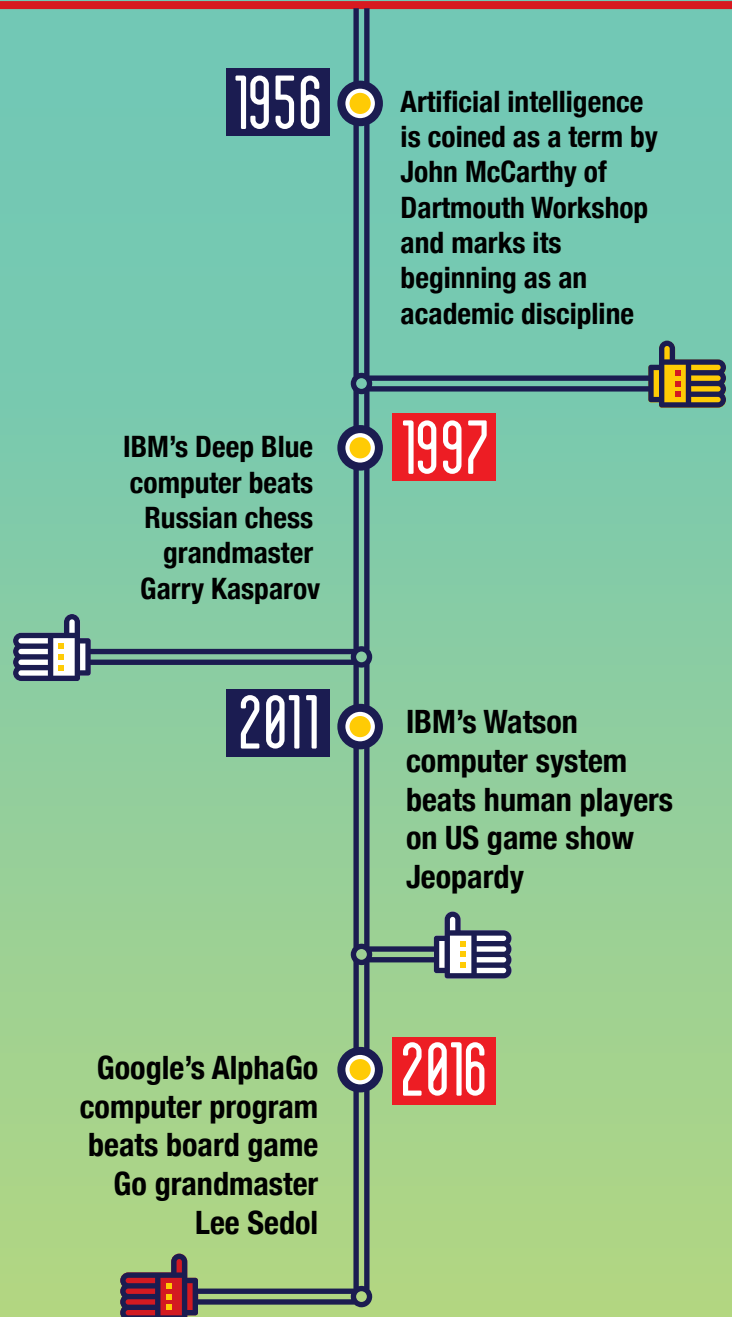 1956
Artificial intelligence
is coined as a term by
John McCarthy of
Dartmouth Workshop
and marks its
beginning as an
academic discipline
1997
IBM’s Deep Blue
computer beats
Russian chess
grandmaster
Garry Kasparov
2011
IBM’s Watson
computer system
beats human players
on US game show
Jeopardy
2016
Google’s AlphaGo
computer program
beats board game
Go grandmaster
Lee Sedol